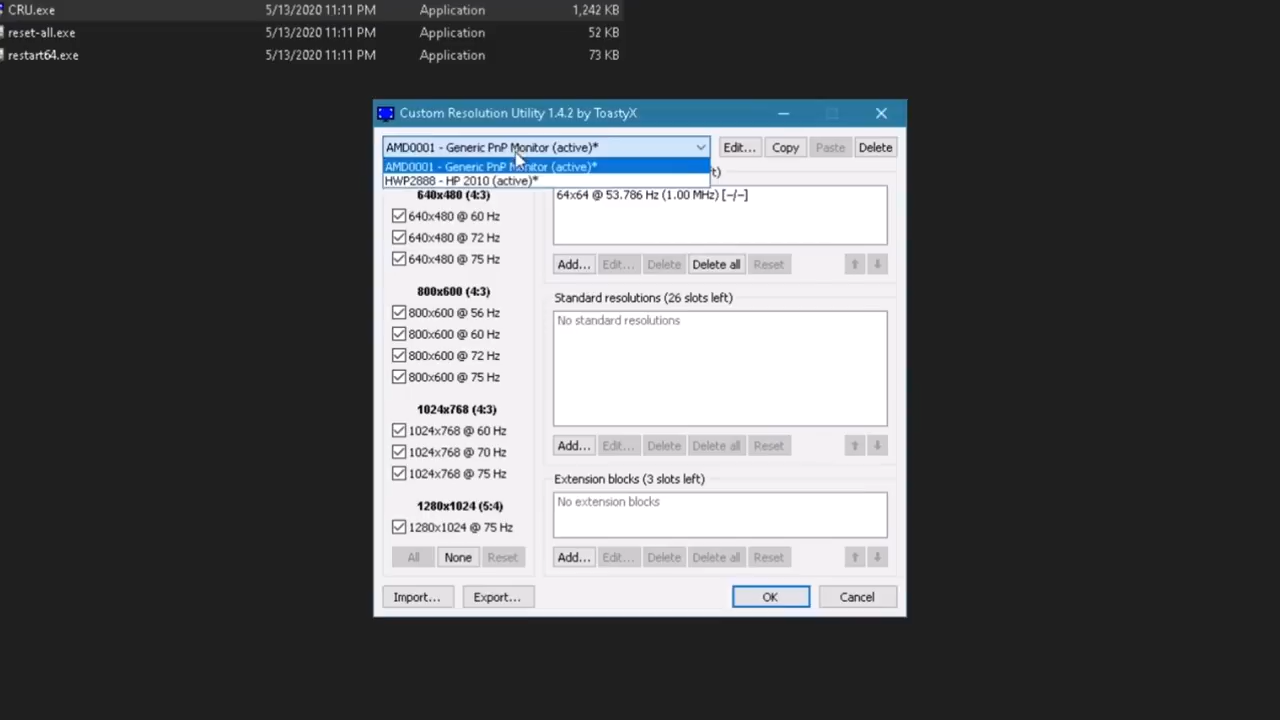 CRU.exe 5/13/2020 11:11 PM Application 1,242 KB
reset-all.exe 5/13/2020 11:11 PM Application 52 KB
restart64.exe 5/13/2020 11:11 PM Application 73 KB
Custom Resolution Utility 1.4.2 by ToastyX
AMD0001 - Generic PnP Monitor (active)* Edit... Copy Paste Delete
AMD0001 - Generic PnP Monitor (active)*
HWP2888 - HP 2010 (active)*
640x480 (4:3)
640x480 @ 60 Hz
640x480 @ 72 Hz
640x480 @ 75 Hz
800x600 (4:3)
800x600 @ 56 Hz
800x600 @ 60 Hz
800x600 @ 72 Hz
800x600 @ 75 Hz
1024x768 (4:3)
1024x768 @ 60 Hz
1024x768 @ 70 Hz
1024x768 @ 75 Hz
1280x1024 (5:4)
1280x1024 @ 75 Hz
All None Reset
64x64 @ 53.786 Hz (1.00 MHz) [–/–]
Add... Edit... Delete Delete all Reset
Standard resolutions (26 slots left)
No standard resolutions
Add... Edit... Delete Delete all Reset
Extension blocks (3 slots left)
No extension blocks
Add... Edit... Delete Delete all Reset
Import... Export... OK Cancel